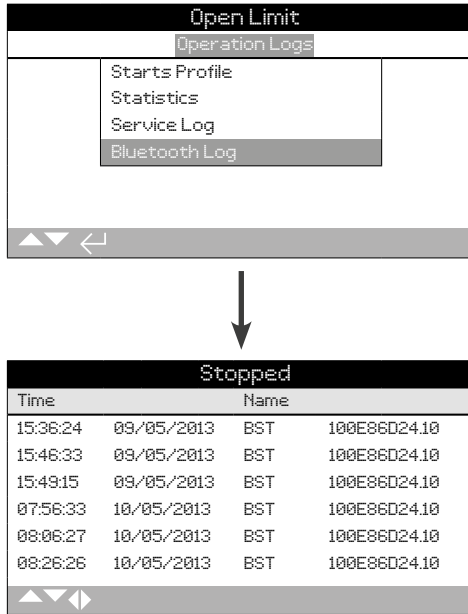 Open Limit
Operation Logs
Starts Profile
Statistics
Service Log
Bluetooth Log
Stopped
Time Name
15:36:24 09/05/2013 BST 100E86D24.10
15:46:33 09/05/2013 BST 100E86D24.10
15:49:15 09/05/2013 BST 100E86D24.10
07:56:33 10/05/2013 BST 100E86D24.10
08:06:27 10/05/2013 BST 100E86D24.10
08:26:26 10/05/2013 BST 100E86D24.10